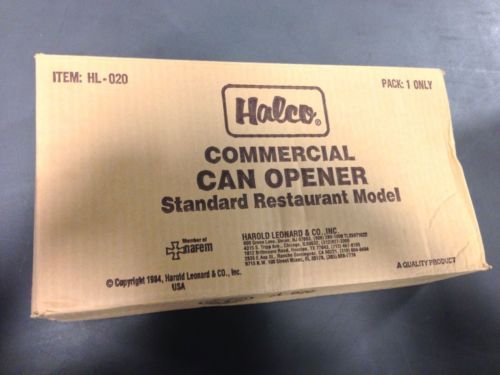 ITEM: HL-020
PACK: 1 ONLY
Halco®
COMMERCIAL
CAN OPENER
Standard Restaurant Model
Member of
nafem
HAROLD LEONARD & CO., INC.
© Copyright 1984, Harold Leonard & Co., Inc.
USA
A QUALITY PRODUCT